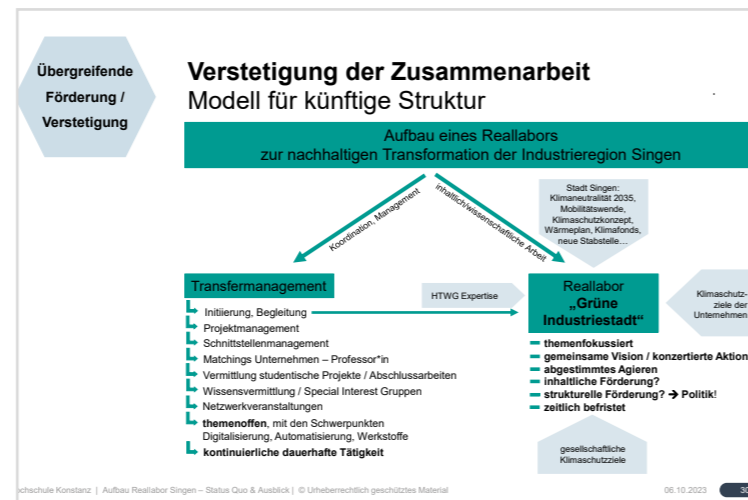 Übergreifende
Förderung /
Verstetigung
Verstetigung der Zusammenarbeit
Modell für künftige Struktur
Aufbau eines Reallabors
zur nachhaltigen Transformation der Industrieregion Singen
Koordination, Management
inhaltlich/wissenschaftliche Arbeit
Stadt Singen:
Klimaneutralität 2035,
Mobilitätswende,
Klimaschutzkonzept,
Wärmeplan, Klimafonds,
neue Stabstelle…
Transfermanagement
Initiierung, Begleitung
Projektmanagement
Schnittstellenmanagement
Matchings Unternehmen – Professor*in
Vermittlung studentische Projekte / Abschlussarbeiten
Wissensvermittlung / Special Interest Gruppen
Netzwerkveranstaltungen
themenoffen, mit den Schwerpunkten
Digitalisierung, Automatisierung, Werkstoffe
kontinuierliche dauerhafte Tätigkeit
HTWG Expertise
Reallabor
„Grüne
Industriestadt“
Klimaschutz-
ziele der
Unternehmen
themenfokussiert
gemeinsame Vision / konzertierte Aktion
abgestimmtes Agieren
inhaltliche Förderung?
strukturelle Förderung? → Politik!
zeitlich befristet
gesellschaftliche
Klimaschutzziele
ochschule Konstanz | Aufbau Reallabor Singen – Status Quo & Ausblick | © Urheberrechtlich geschütztes Material
06.10.2023
30